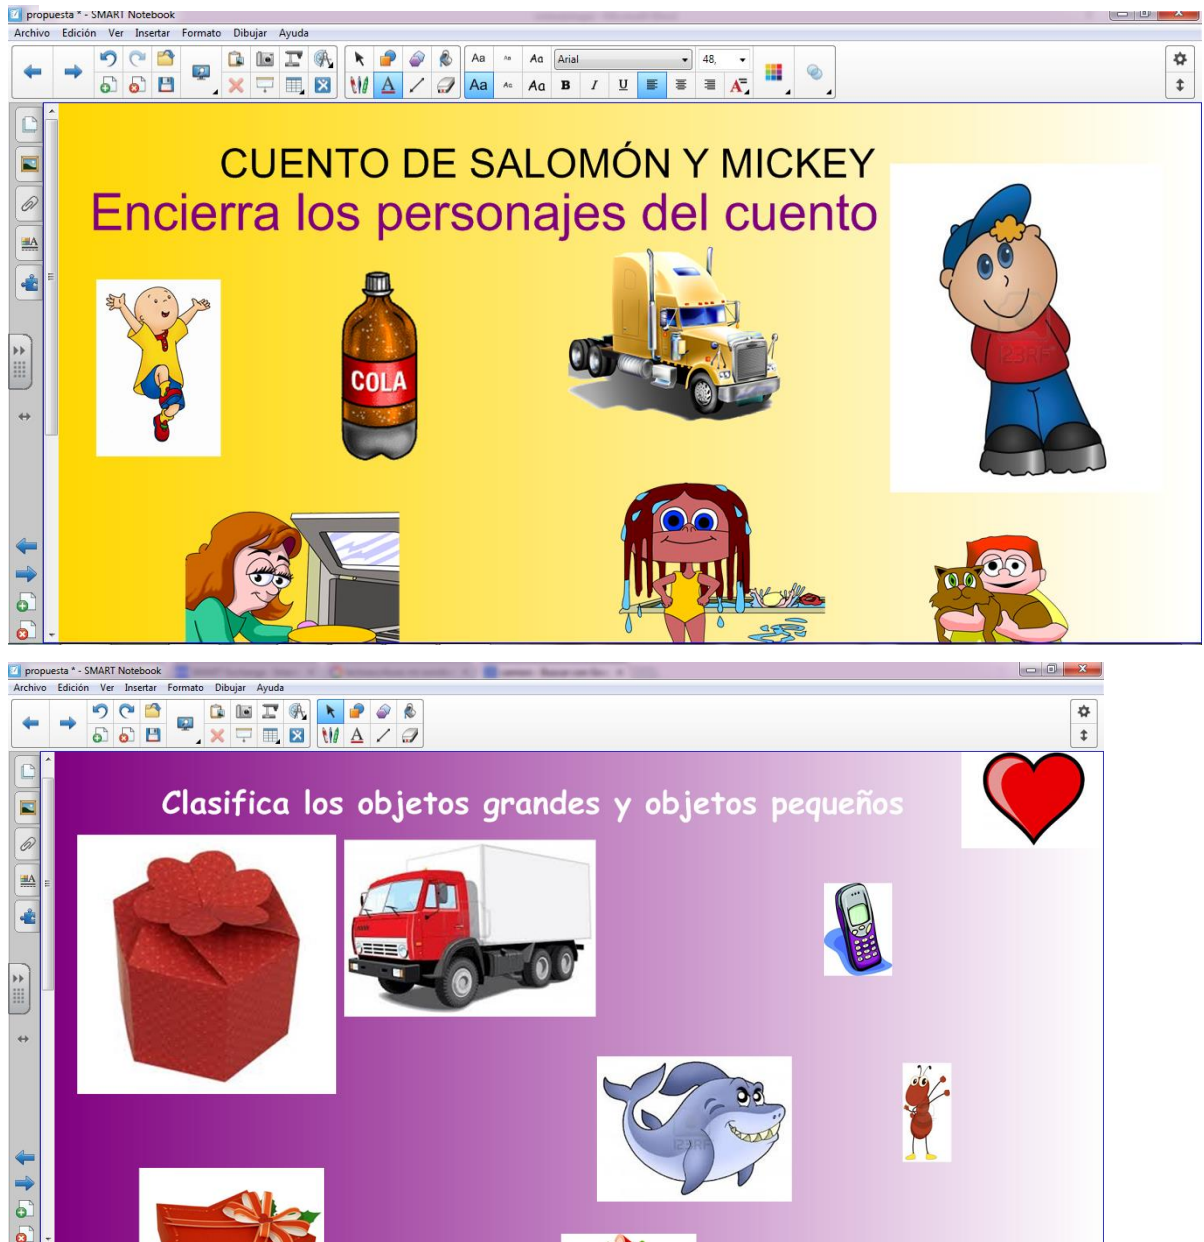 propuesta * - SMART Notebook
Archivo Edición Ver Insertar Formato Dibujar Ayuda
Aa Aa Aa Arial 48,
A Aa Aa Aa B I U A
CUENTO DE SALOMÓN Y MICKEY
Encierra los personajes del cuento
COLA
123RF
propuesta * - SMART Notebook
Archivo Edición Ver Insertar Formato Dibujar Ayuda
A
Clasifica los objetos grandes y objetos pequeños
123RF